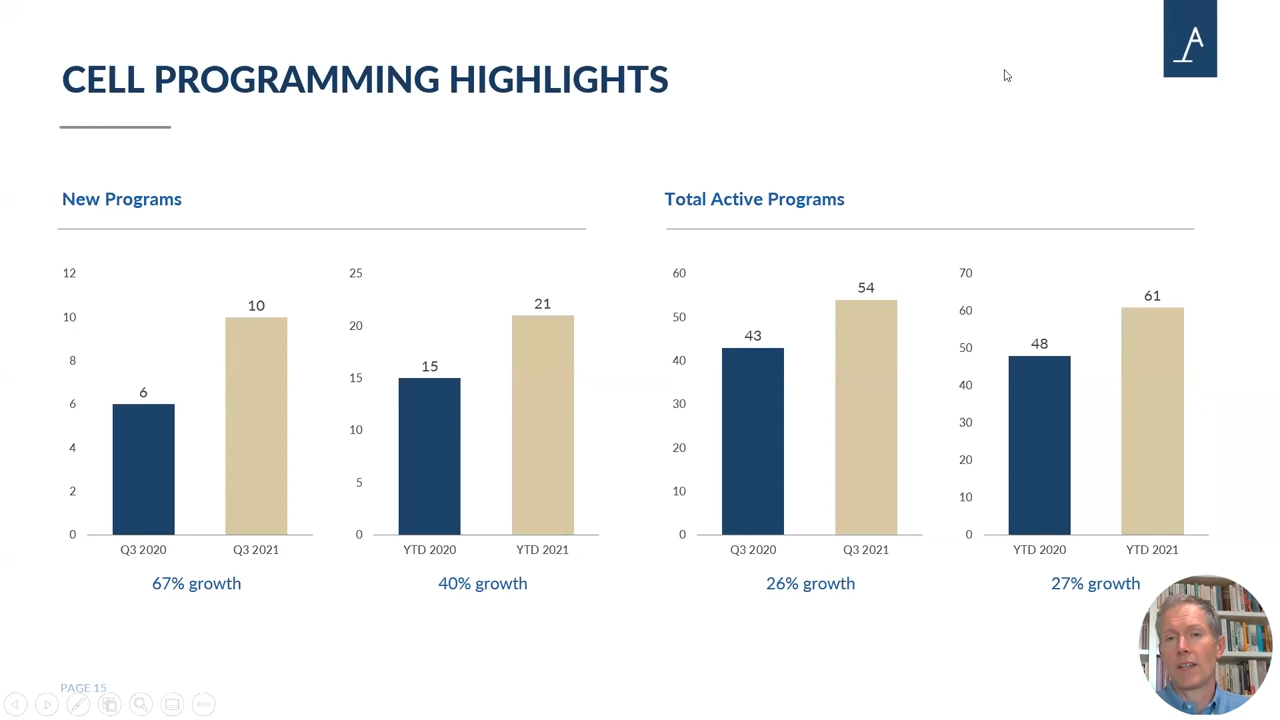 CELL PROGRAMMING HIGHLIGHTS
New Programs
12
10
8
6
4
2
0
6
10
Q3 2020
Q3 2021
67% growth
25
20
15
10
5
0
15
21
YTD 2020
YTD 2021
40% growth
Total Active Programs
60
50
40
30
20
10
0
43
54
Q3 2020
Q3 2021
26% growth
70
60
50
40
30
20
10
0
48
61
YTD 2020
YTD 2021
27% growth
PAGE 15